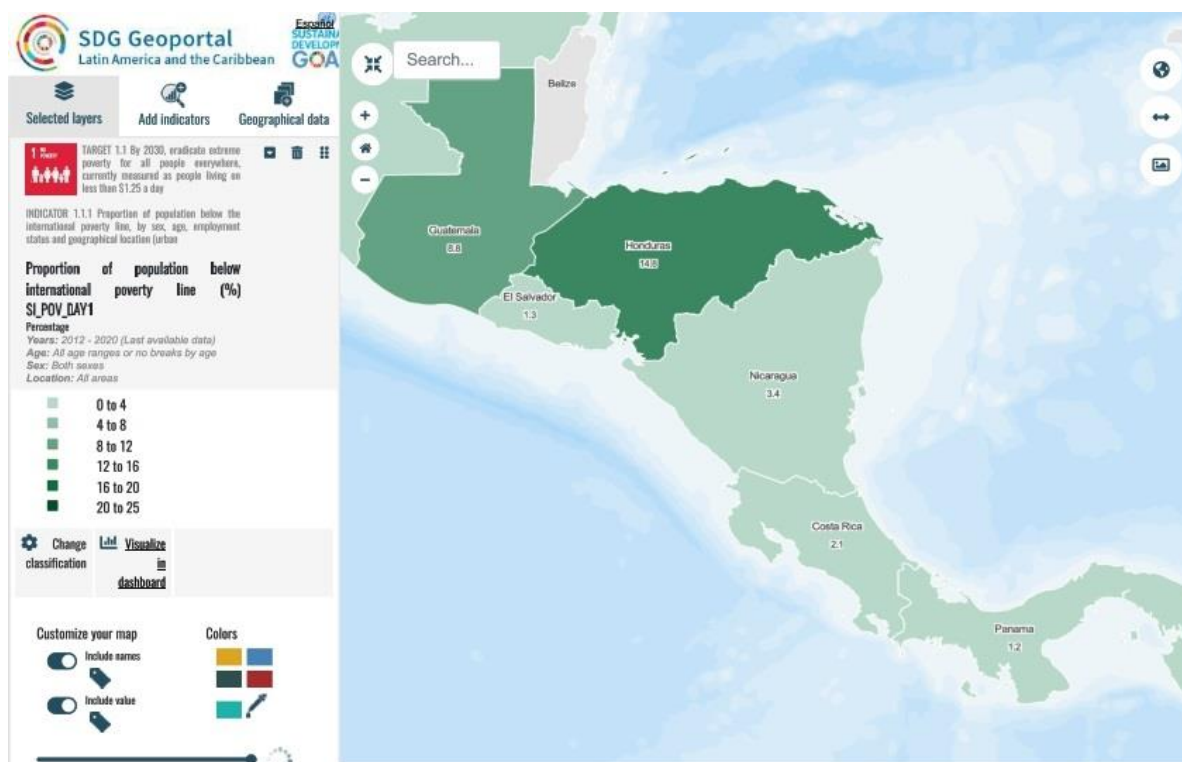 Español
SDG Geoportal
Latin America and the Caribbean
SUSTAINA
DEVELOPM
GOA
Selected layers
Add indicators
Geographical data
Search...
1 NO POVERTY
TARGET 1.1 By 2030, eradicate extreme
poverty for all people everywhere,
currently measured as people living on
less than $1.25 a day
INDICATOR 1.1.1 Proportion of population below the
international poverty line, by sex, age, employment
status and geographical location (urban
Proportion of population below
international poverty line (%)
SI_POV_DAY1
Percentage
Years: 2012 - 2020 (Last available data)
Age: All age ranges or no breaks by age
Sex: Both sexes
Location: All areas
0 to 4
4 to 8
8 to 12
12 to 16
16 to 20
20 to 25
Change
classification
Visualize
in
dashboard
Customize your map
Colors
Include names
Include value
Belize
Guatemala
8.8
Honduras
14.8
El Salvador
1.3
Nicaragua
3.4
Costa Rica
2.1
Panama
1.2